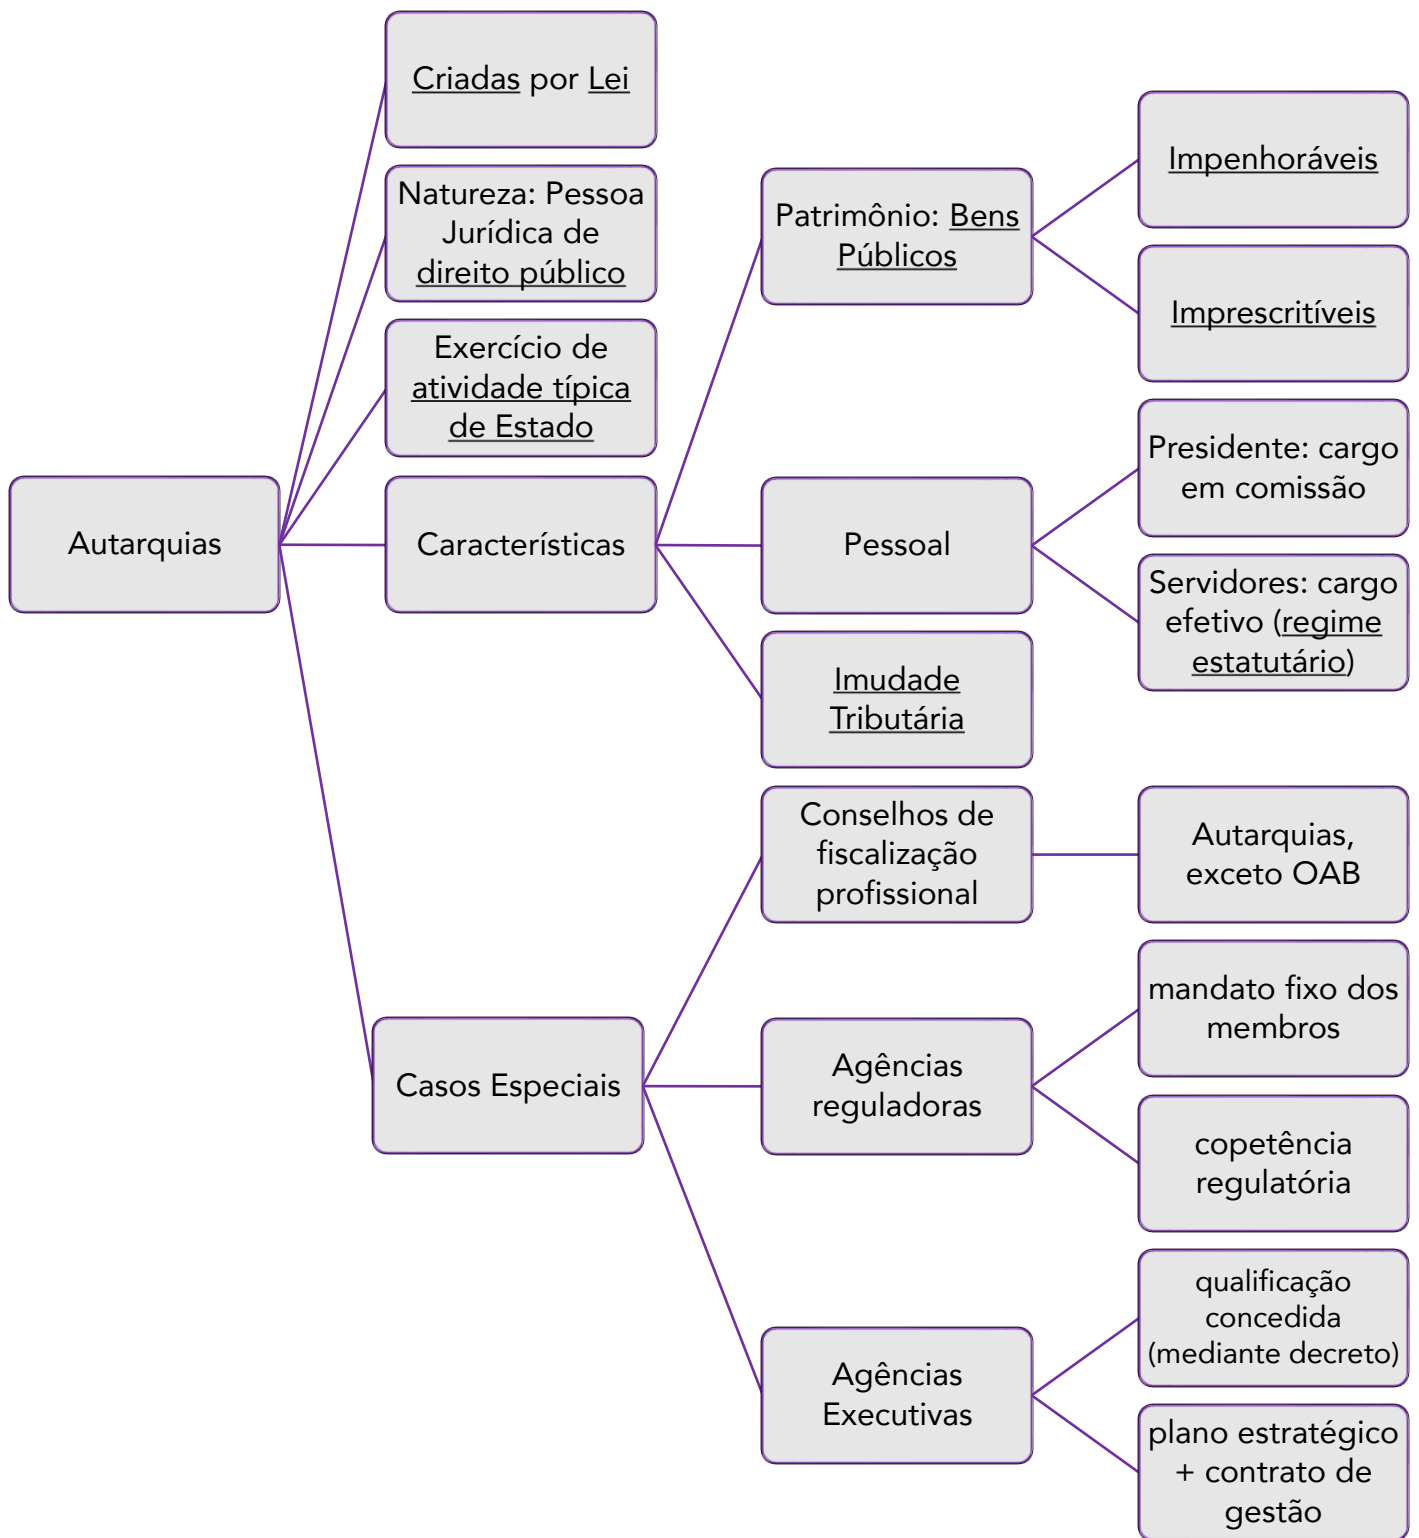 Autarquias
Criadas por Lei
Natureza: Pessoa
Jurídica de
direito público
Exercício de
atividade típica
de Estado
Características
Patrimônio: Bens
Públicos
Impenhoráveis
Imprescritíveis
Pessoal
Presidente: cargo
em comissão
Servidores: cargo
efetivo (regime
estatutário)
Imudade
Tributária
Casos Especiais
Conselhos de
fiscalização
profissional
Autarquias,
exceto OAB
Agências
reguladoras
mandato fixo dos
membros
copetência
regulatória
Agências
Executivas
qualificação
concedida
(mediante decreto)
plano estratégico
+ contrato de
gestão